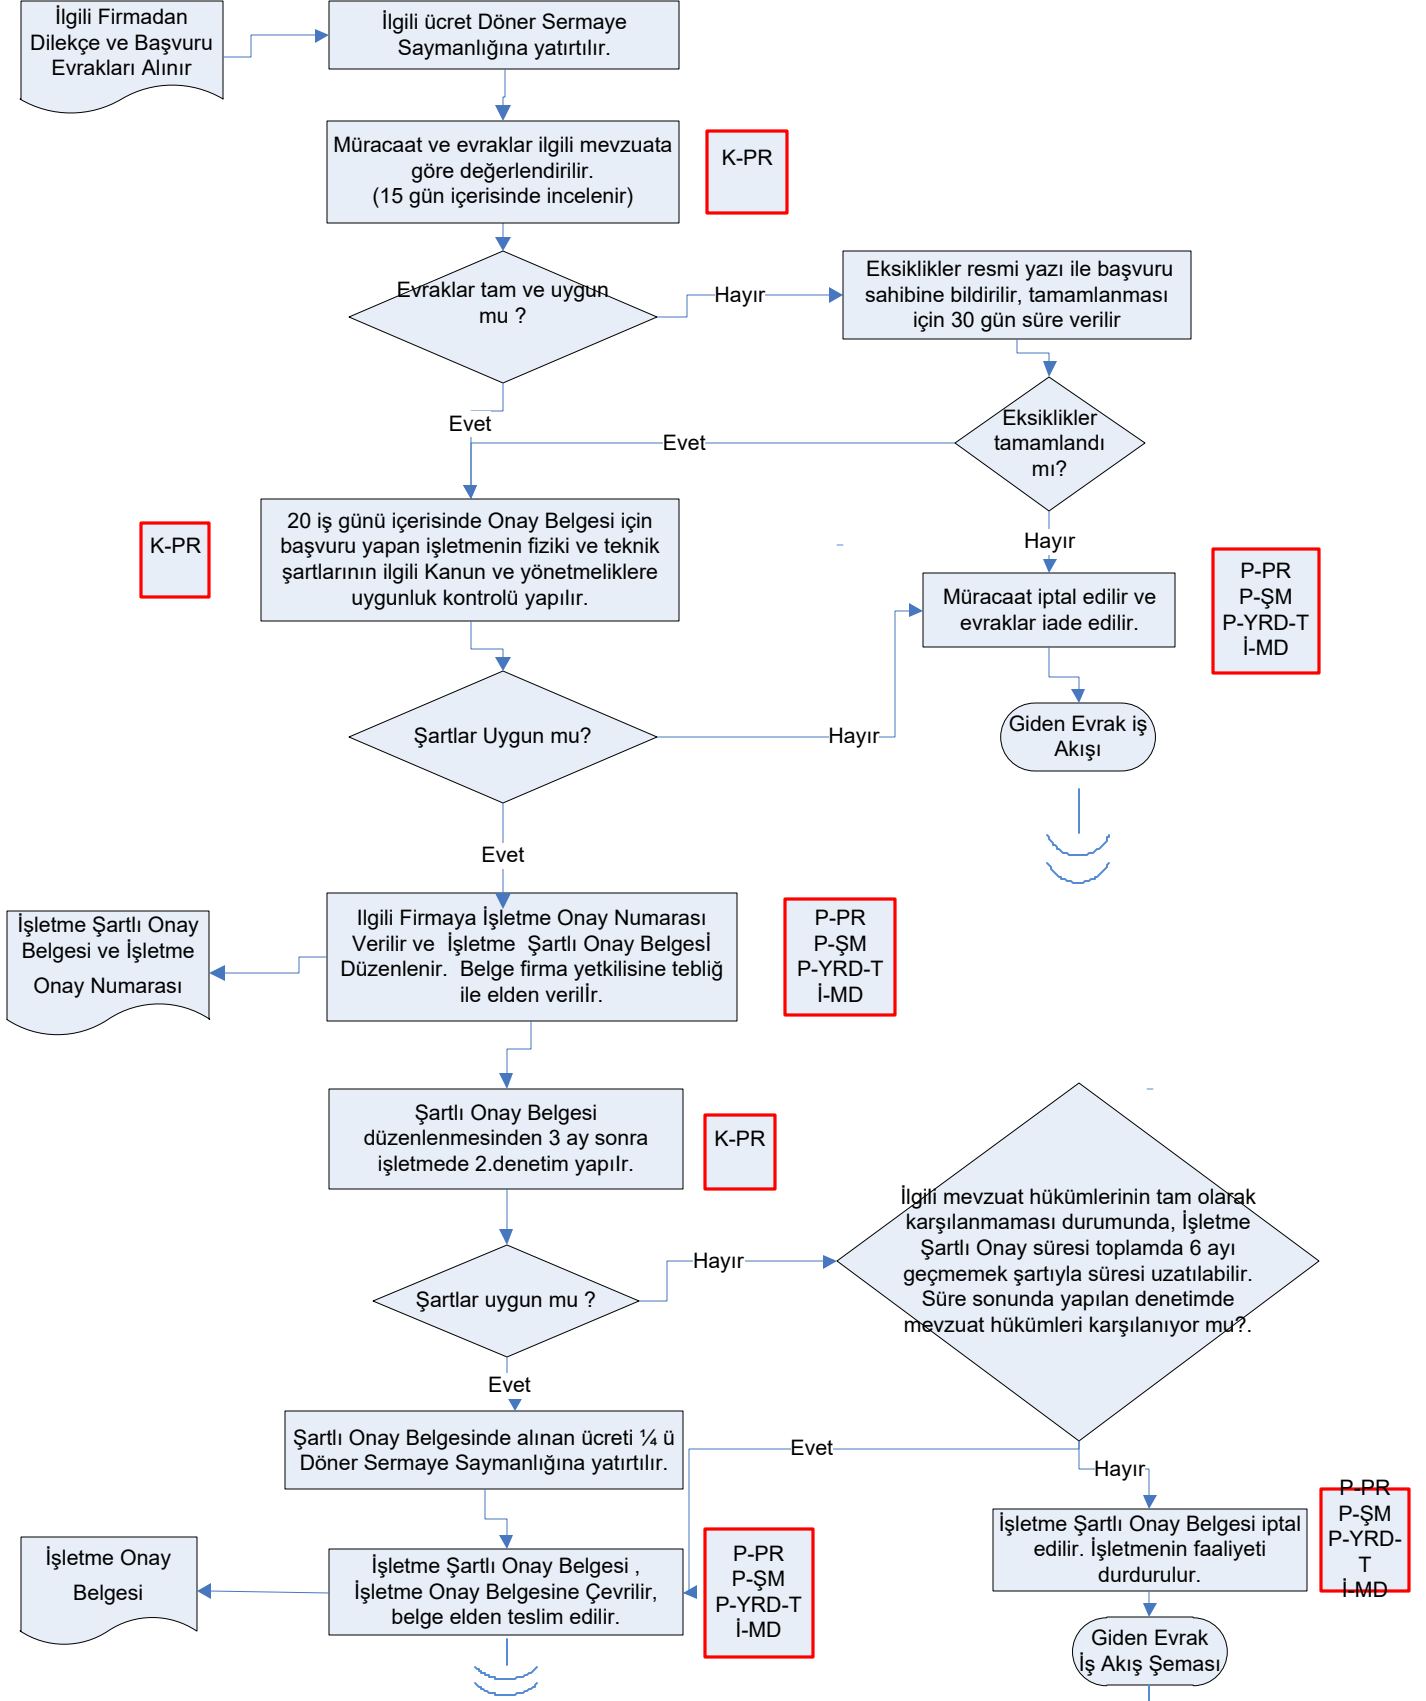 İlgili Firmadan
Dilekçe ve Başvuru
Evrakları Alınır
İlgili ücret Döner Sermaye
Saymanlığına yatırtılır.
Müracaat ve evraklar ilgili mevzuata
göre değerlendirilir.
(15 gün içerisinde incelenir)
K-PR
Evraklar tam ve uygun
mu ?
Hayır
Eksiklikler resmi yazı ile başvuru
sahibine bildirilir, tamamlanması
için 30 gün süre verilir
Evet
Evet
Eksiklikler
tamamlandı
mı?
Hayır
K-PR
20 iş günü içerisinde Onay Belgesi için
başvuru yapan işletmenin fiziki ve teknik
şartlarının ilgili Kanun ve yönetmeliklere
uygunluk kontrolü yapılır.
Müracaat iptal edilir ve
evraklar iade edilir.
P-PR
P-ŞM
P-YRD-T
İ-MD
Şartlar Uygun mu?
Hayır
Giden Evrak iş
Akışı
Evet
İşletme Şartlı Onay
Belgesi ve İşletme
Onay Numarası
Ilgili Firmaya İşletme Onay Numarası
Verilir ve  İşletme  Şartlı Onay Belgesİ
Düzenlenir.  Belge firma yetkilisine tebliğ
ile elden verilİr.
P-PR
P-ŞM
P-YRD-T
İ-MD
Şartlı Onay Belgesi
düzenlenmesinden 3 ay sonra
işletmede 2.denetim yapılr.
K-PR
Şartlar uygun mu ?
Hayır
İlgili mevzuat hükümlerinin tam olarak
karşılanmaması durumunda, İşletme
Şartlı Onay süresi toplamda 6 ayı
geçmemek şartıyla süresi uzatılabilir.
Süre sonunda yapılan denetimde
mevzuat hükümleri karşılanıyor mu?.
Evet
Şartlı Onay Belgesinde alınan ücreti ¼ ü
Döner Sermaye Saymanlığına yatırtılır.
Evet
Hayır
İşletme Şartlı Onay Belgesi iptal
edilir. İşletmenin faaliyeti
durdurulur.
P-PR
P-ŞM
P-YRD-
T
İ-MD
İşletme Onay
Belgesi
İşletme Şartlı Onay Belgesi ,
İşletme Onay Belgesine Çevrilir,
belge elden teslim edilir.
P-PR
P-ŞM
P-YRD-T
İ-MD
Giden Evrak
İş Akış Şeması